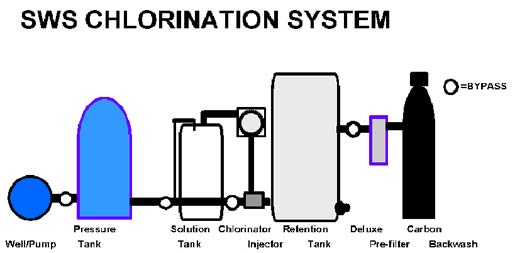 SWS CHLORINATION SYSTEM
=BYPASS
Pressure Solution Chlorinator Retention Deluxe Carbon
Well/Pump Tank Tank Injector Tank Pre-filter Backwash